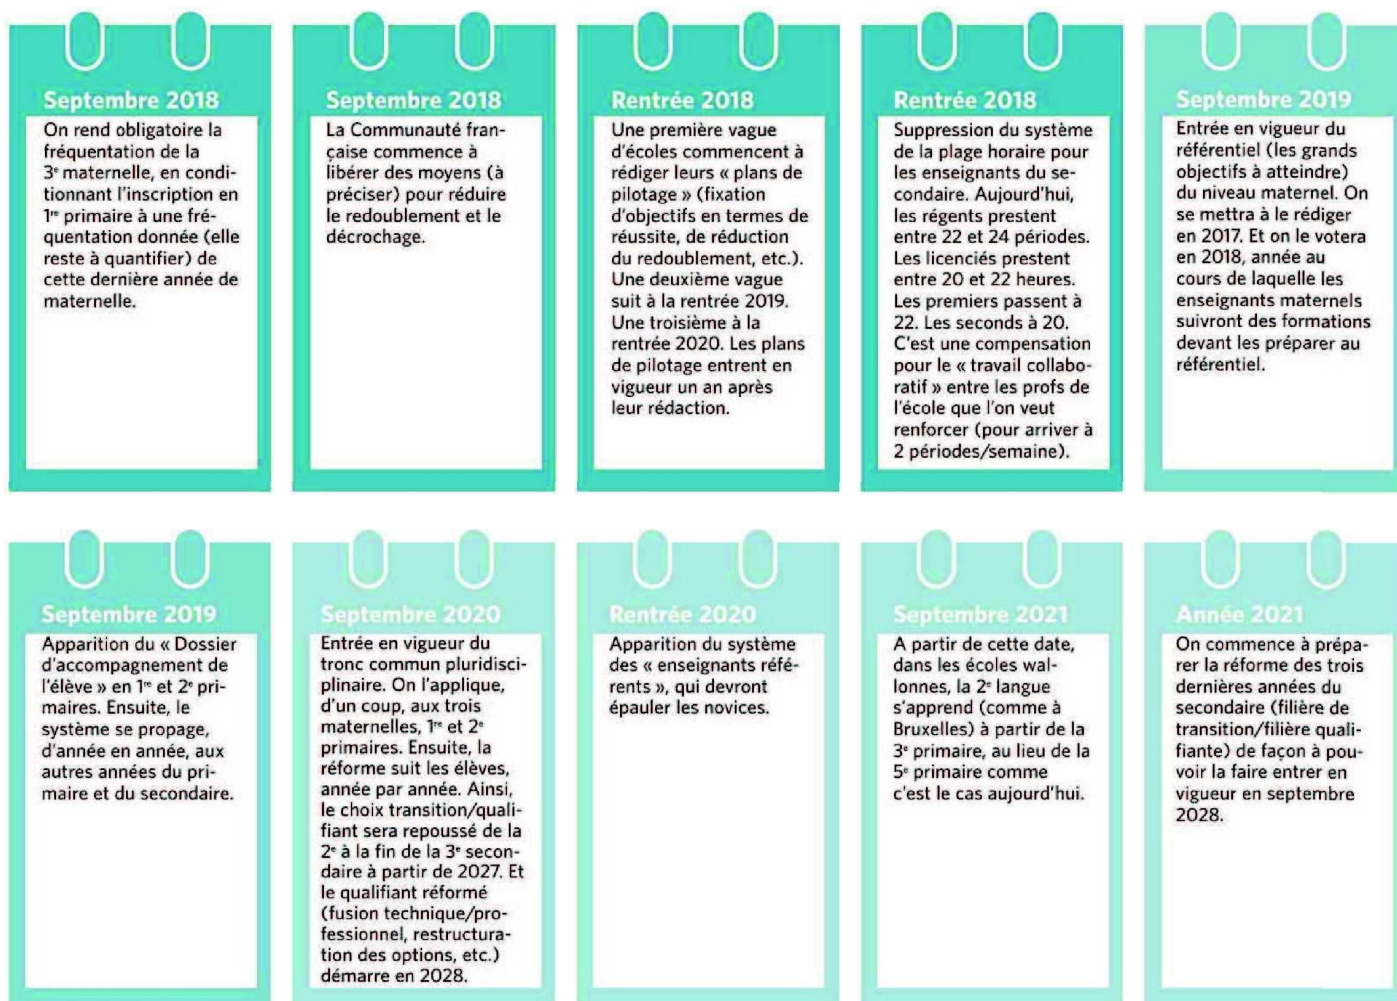 Septembre 2018
On rend obligatoire la
fréquentation de la
3e maternelle, en condi-
tionnant l'inscription en
1re primaire à une fré-
quentation donnée (elle
reste à quantifier) de
cette dernière année de
maternelle.
Septembre 2018
La Communauté fran-
çaise commence à
libérer des moyens (à
préciser) pour réduire
le redoublement et le
décrochage.
Rentrée 2018
Une première vague
d'écoles commencent à
rédiger leurs « plans de
pilotage » (fixation
d'objectifs en termes de
réussite, de réduction
du redoublement, etc.).
Une deuxième vague
suit à la rentrée 2019.
Une troisième à la
rentrée 2020. Les plans
de pilotage entrent en
vigueur un an après
leur rédaction.
Rentrée 2018
Suppression du système
de la plage horaire pour
les enseignants du se-
condaire. Aujourd'hui,
les régents prestent
entre 22 et 24 périodes.
Les licenciés prestent
entre 20 et 22 heures.
Les premiers passent à
22. Les seconds à 20.
C'est une compensation
pour le « travail collabo-
ratif » entre les profs de
l'école que l'on veut
renforcer (pour arriver à
2 périodes/semaine).
Septembre 2019
Entrée en vigueur du
référentiel (les grands
objectifs à atteindre)
du niveau maternel. On
se mettra à le rédiger
en 2017. Et on le votera
en 2018, année au
cours de laquelle les
enseignants maternels
suivront des formations
devant les préparer au
référentiel.
Septembre 2019
Apparition du « Dossier
d'accompagnement de
l'élève » en 1re et 2e pri-
maires. Ensuite, le
système se propage,
d'année en année, aux
autres années du pri-
maire et du secondaire.
Septembre 2020
Entrée en vigueur du
tronc commun pluridisci-
plinaire. On l'applique,
d'un coup, aux trois
maternelles, 1re et 2e
primaires. Ensuite, la
réforme suit les élèves,
année par année. Ainsi,
le choix transition/quali-
fiant sera repoussé de la
2e à la fin de la 3e secon-
daire à partir de 2027. Et
le qualifiant réformé
(fusion technique/pro-
fessionnel, restructura-
tion des options, etc.)
démarre en 2028.
Rentrée 2020
Apparition du système
des « enseignants réfé-
rents », qui devront
épauler les novices.
Septembre 2021
A partir de cette date,
dans les écoles wal-
lonnes, la 2e langue
s'apprend (comme à
Bruxelles) à partir de la
3e primaire, au lieu de la
5e primaire comme
c'est le cas aujourd'hui.
Année 2021
On commence à prépa-
rer la réforme des trois
dernières années du
secondaire (filière de
transition/filière quali-
fiante) de façon à pou-
voir la faire entrer en
vigueur en septembre
2028.